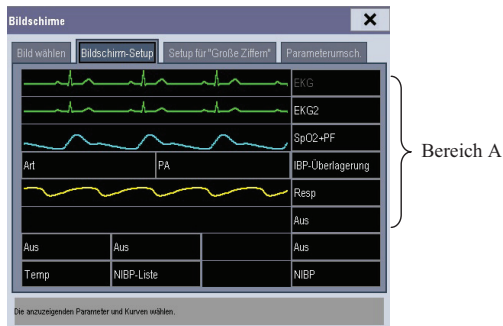 Bildschirme
Bild wählen Bildschirm-Setup Setup für "Große Ziffern" Parameterumsch.
EKG
EKG2
SpO2+PF
Art PA IBP-Überlagerung
Resp
Aus
Aus Aus Aus
Temp NIBP-Liste NIBP
Die anzuzeigenden Parameter und Kurven wählen.
Bereich A